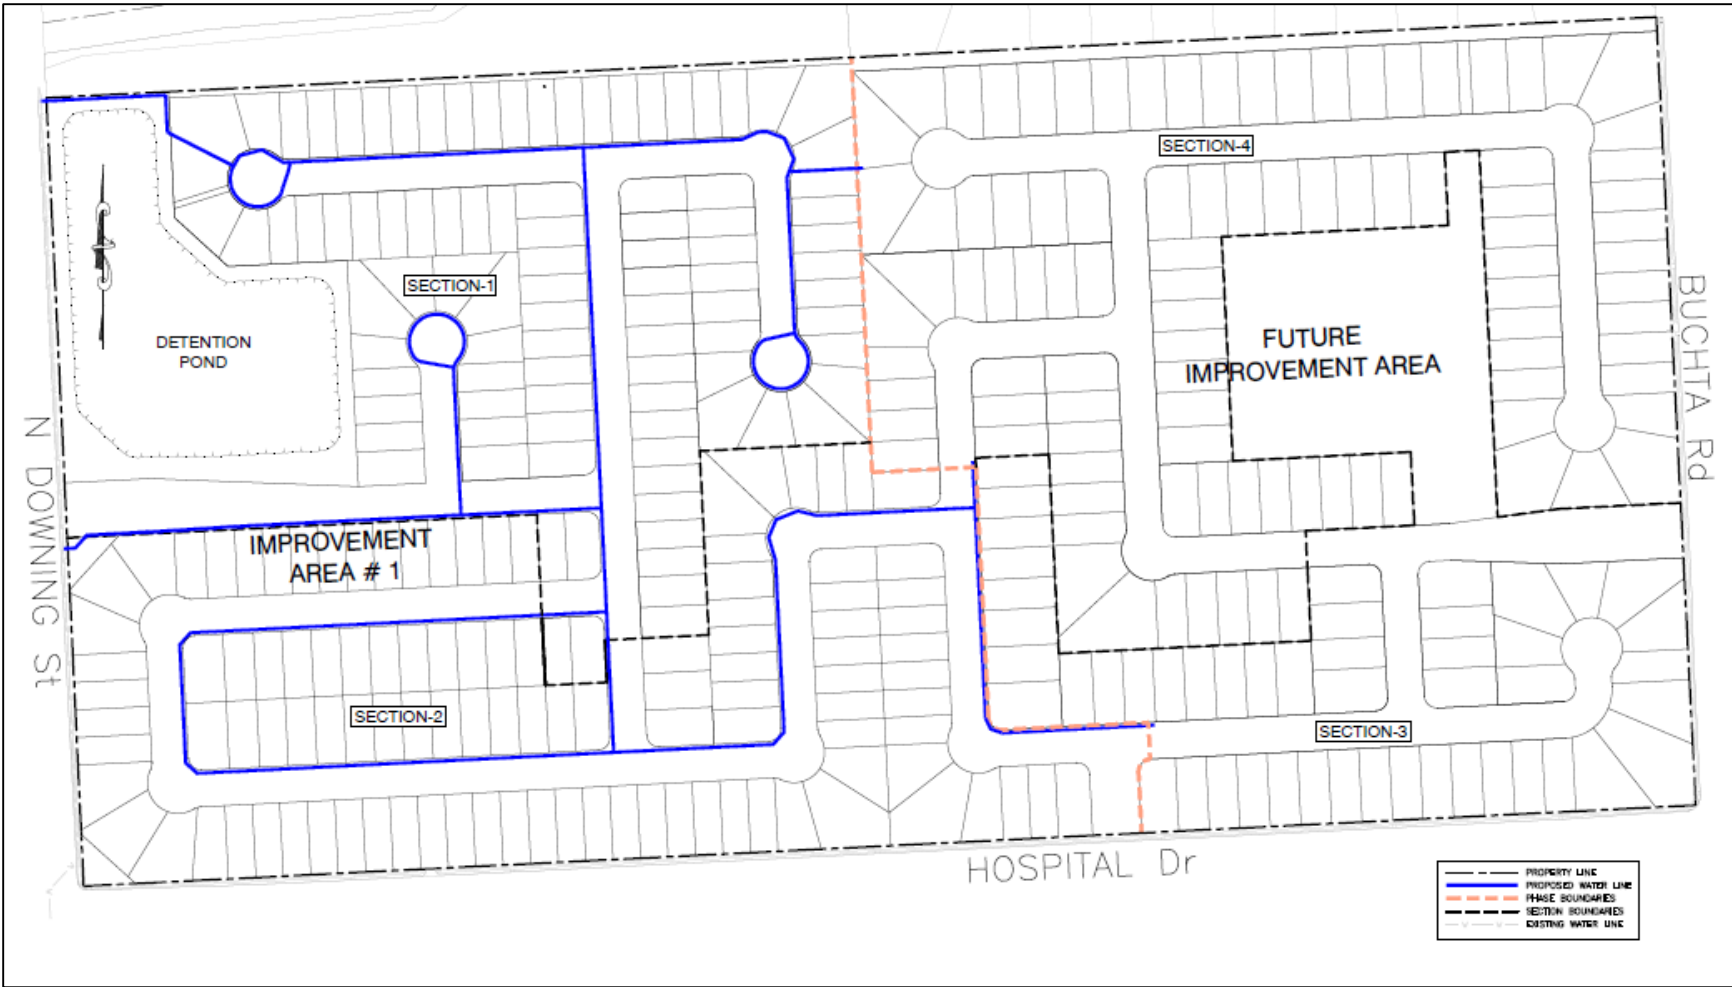 SECTION-4
SECTION-1
DETENTION
POND
FUTURE
IMPROVEMENT AREA
BUCHTA Rd
N DOWNING St
IMPROVEMENT
AREA # 1
SECTION-2
SECTION-3
HOSPITAL Dr
PROPERTY LINE
PROPOSED WATER LINE
PHASE BOUNDARIES
SECTION BOUNDARIES
EXISTING WATER LINE